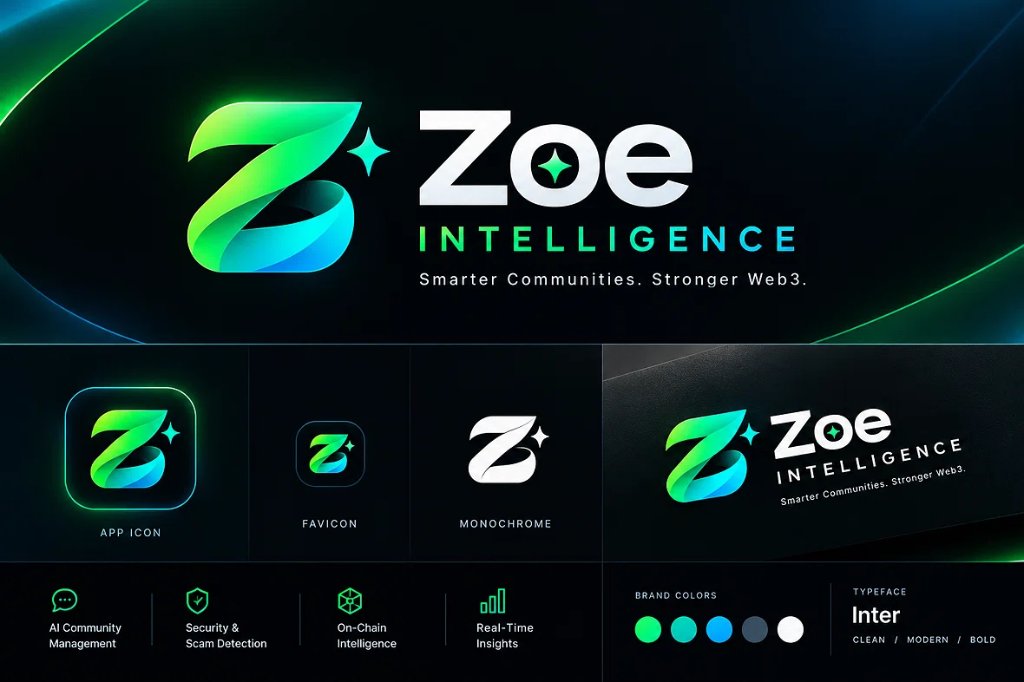 Zoe
INTELLIGENCE
Smarter Communities. Stronger Web3.
APP ICON
FAVICON
MONOCHROME
Zoe
INTELLIGENCE
Smarter Communities. Stronger Web3.
AI Community
Management
Security &
Scam Detection
On-Chain
Intelligence
Real-Time
Insights
BRAND COLORS
TYPEFACE
Inter
CLEAN / MODERN / BOLD